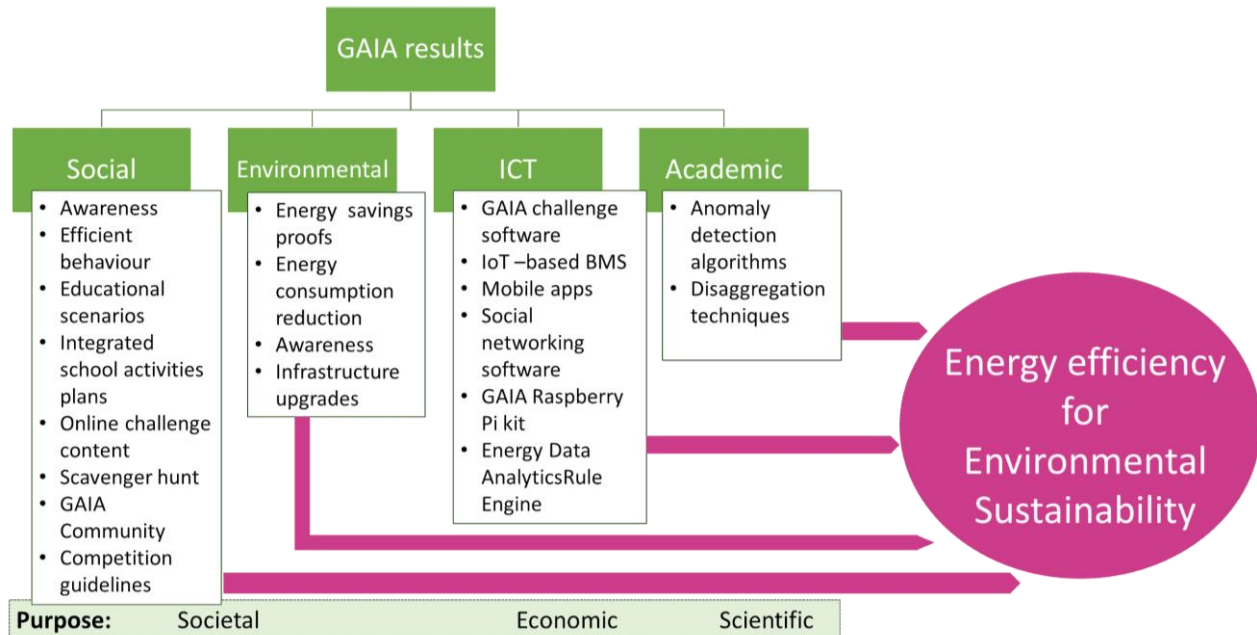 GAIA results
Social
• Awareness
• Efficient
behaviour
• Educational
scenarios
• Integrated
school activities
plans
• Online challenge
content
• Scavenger hunt
• GAIA
Community
• Competition
guidelines
Environmental
• Energy savings
proofs
• Energy
consumption
reduction
• Awareness
• Infrastructure
upgrades
ICT
• GAIA challenge
software
• IoT –based BMS
• Mobile apps
• Social
networking
software
• GAIA Raspberry
Pi kit
• Energy Data
AnalyticsRule
Engine
Academic
• Anomaly
detection
algorithms
• Disaggregation
techniques
Energy efficiency
for
Environmental
Sustainability
Purpose: Societal Economic Scientific